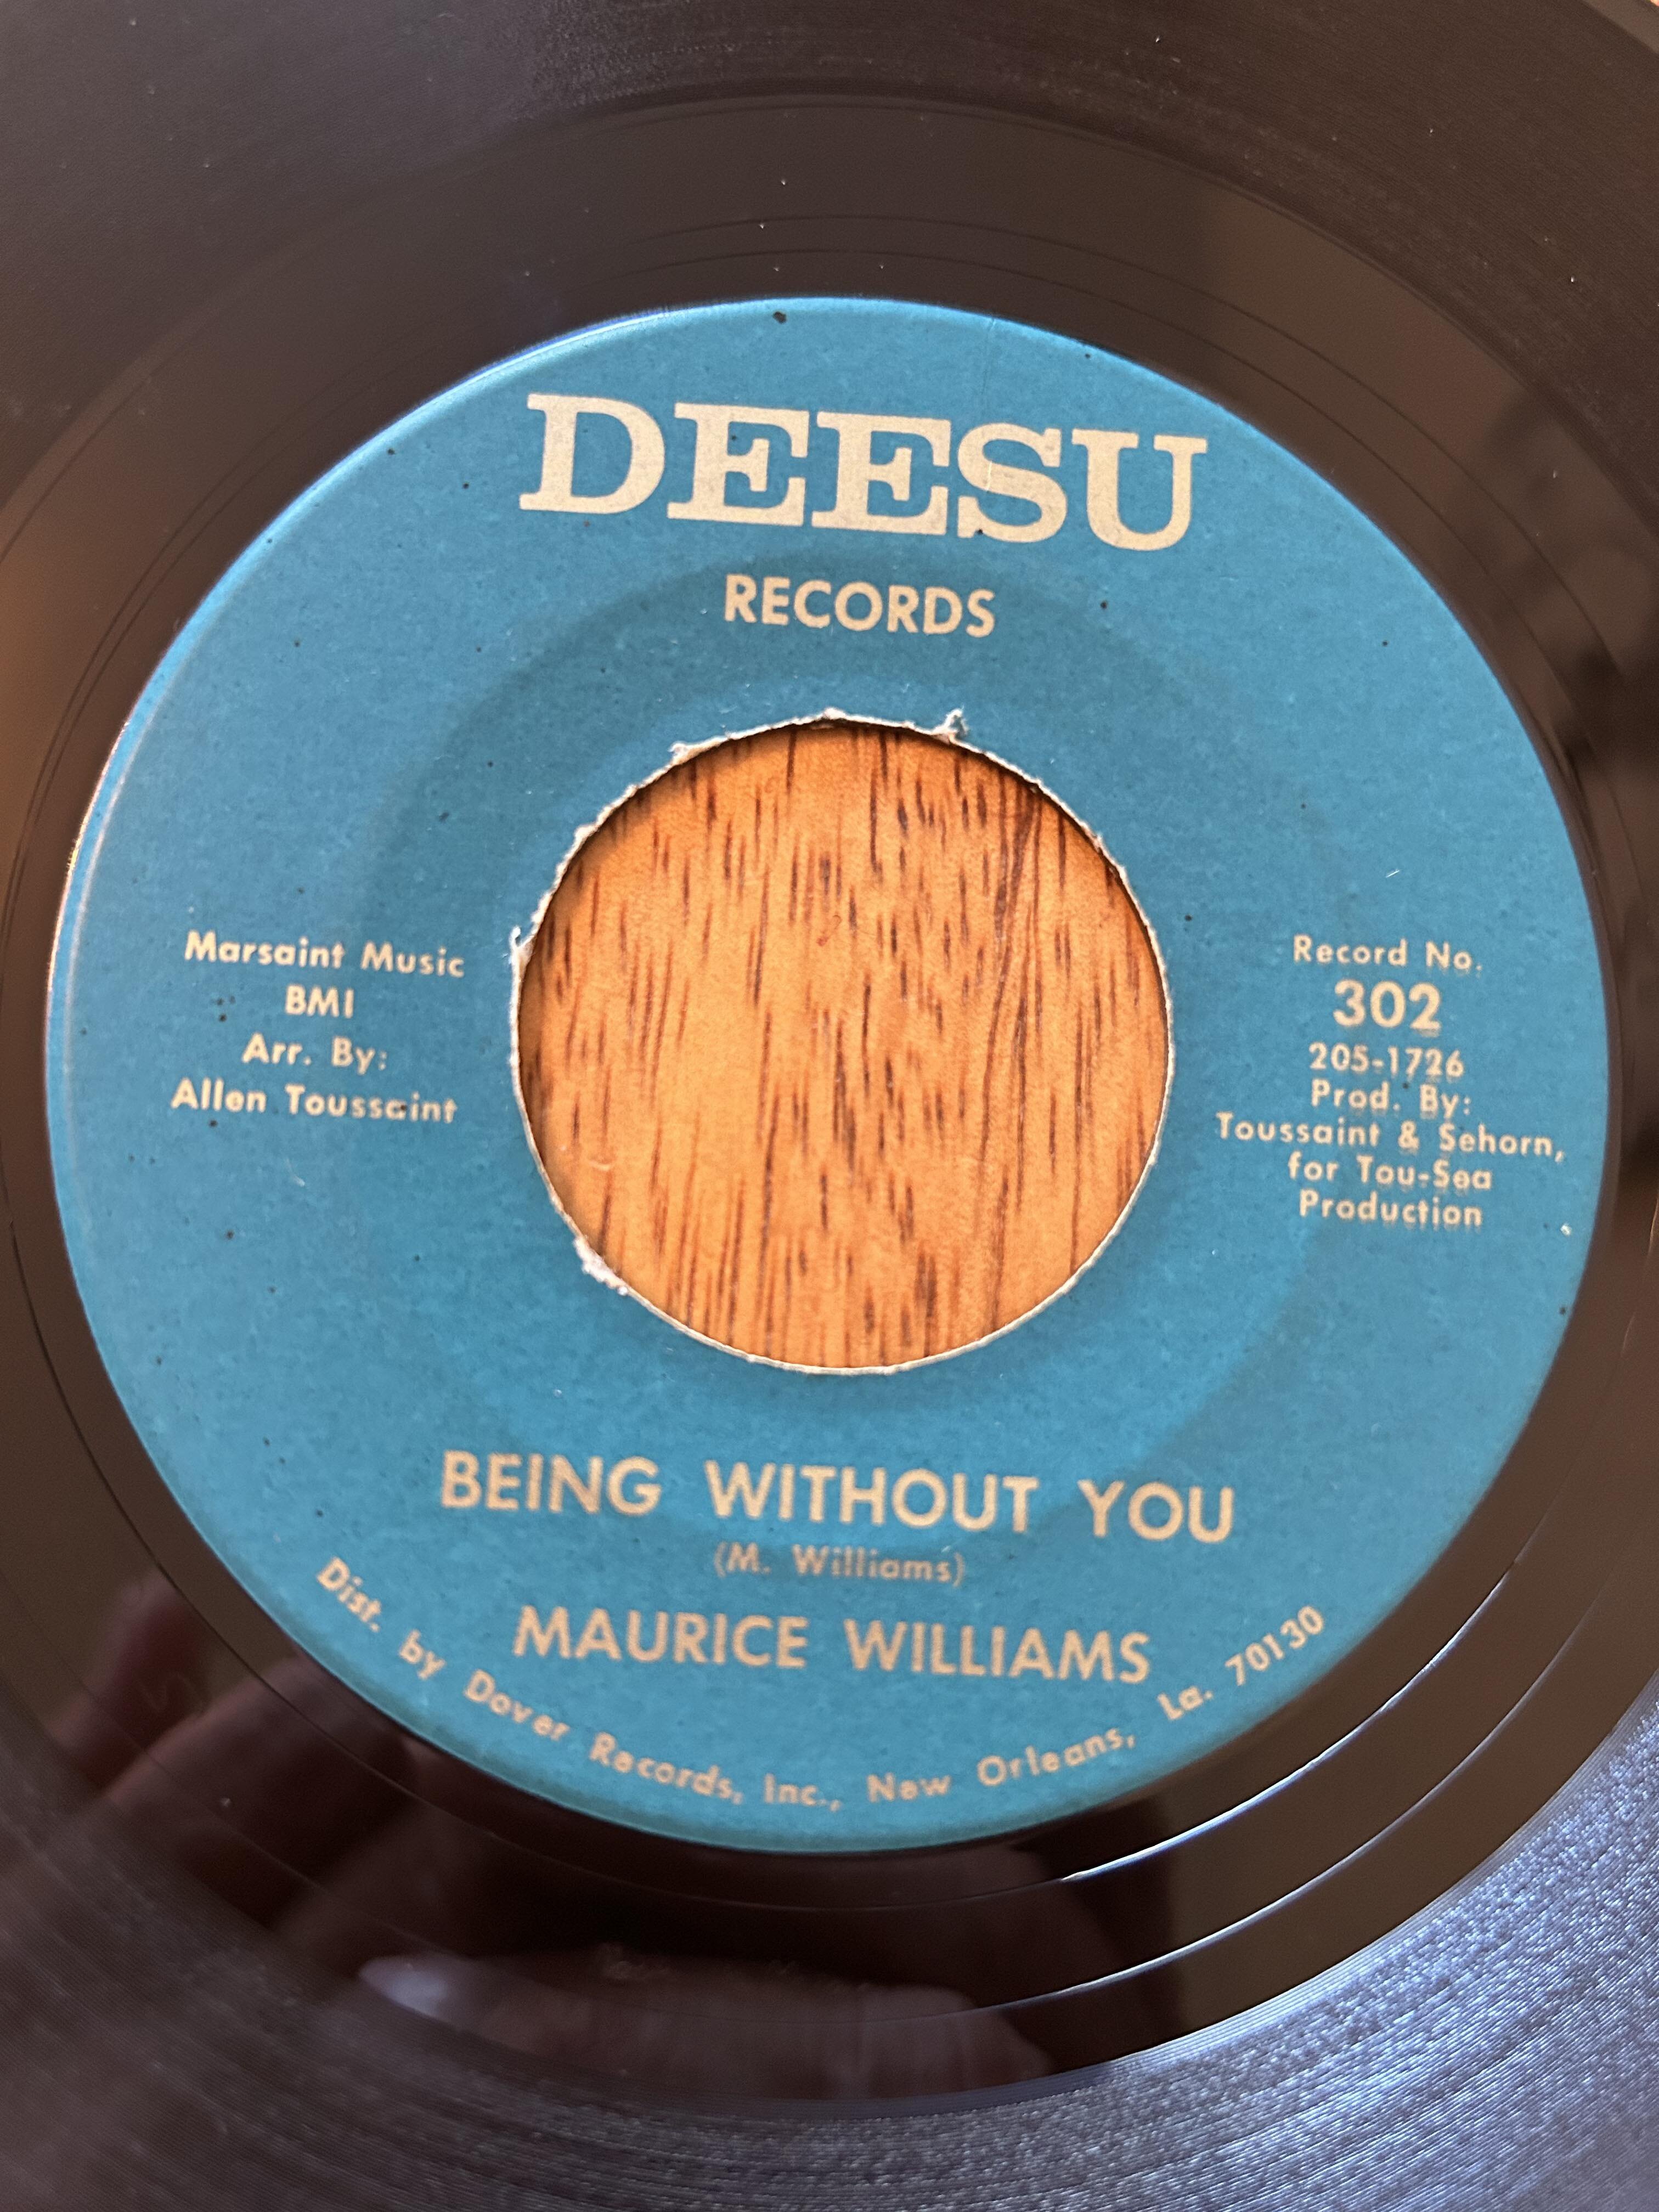 DEESU
RECORDS
Marsaint Music
BMI
Arr. By:
Allen Toussaint
Record No.
302
205-1726
Prod. By:
Toussaint & Sehorn,
for Tou-Sea
Production
BEING WITHOUT YOU
(M. Williams)
MAURICE WILLIAMS
Dist. by Dover Records, Inc., New Orleans, La. 70130